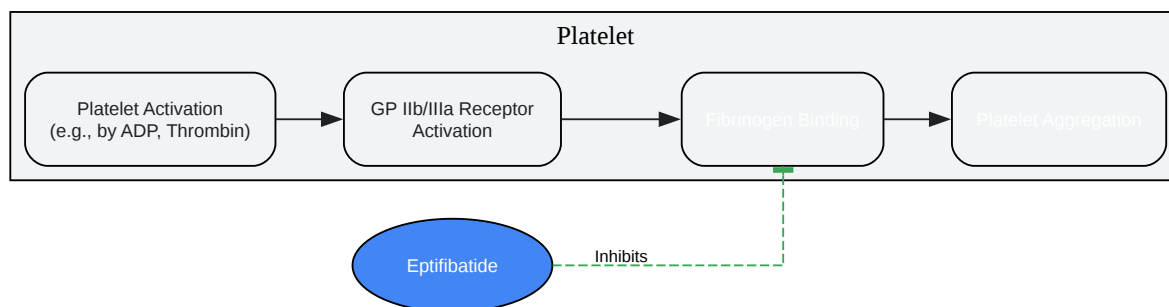 Platelet
Platelet Activation
(e.g., by ADP, Thrombin)
GP IIb/IIIa Receptor
Activation
Fibrinogen Binding
Platelet Aggregation
Eptifibatide
Inhibits